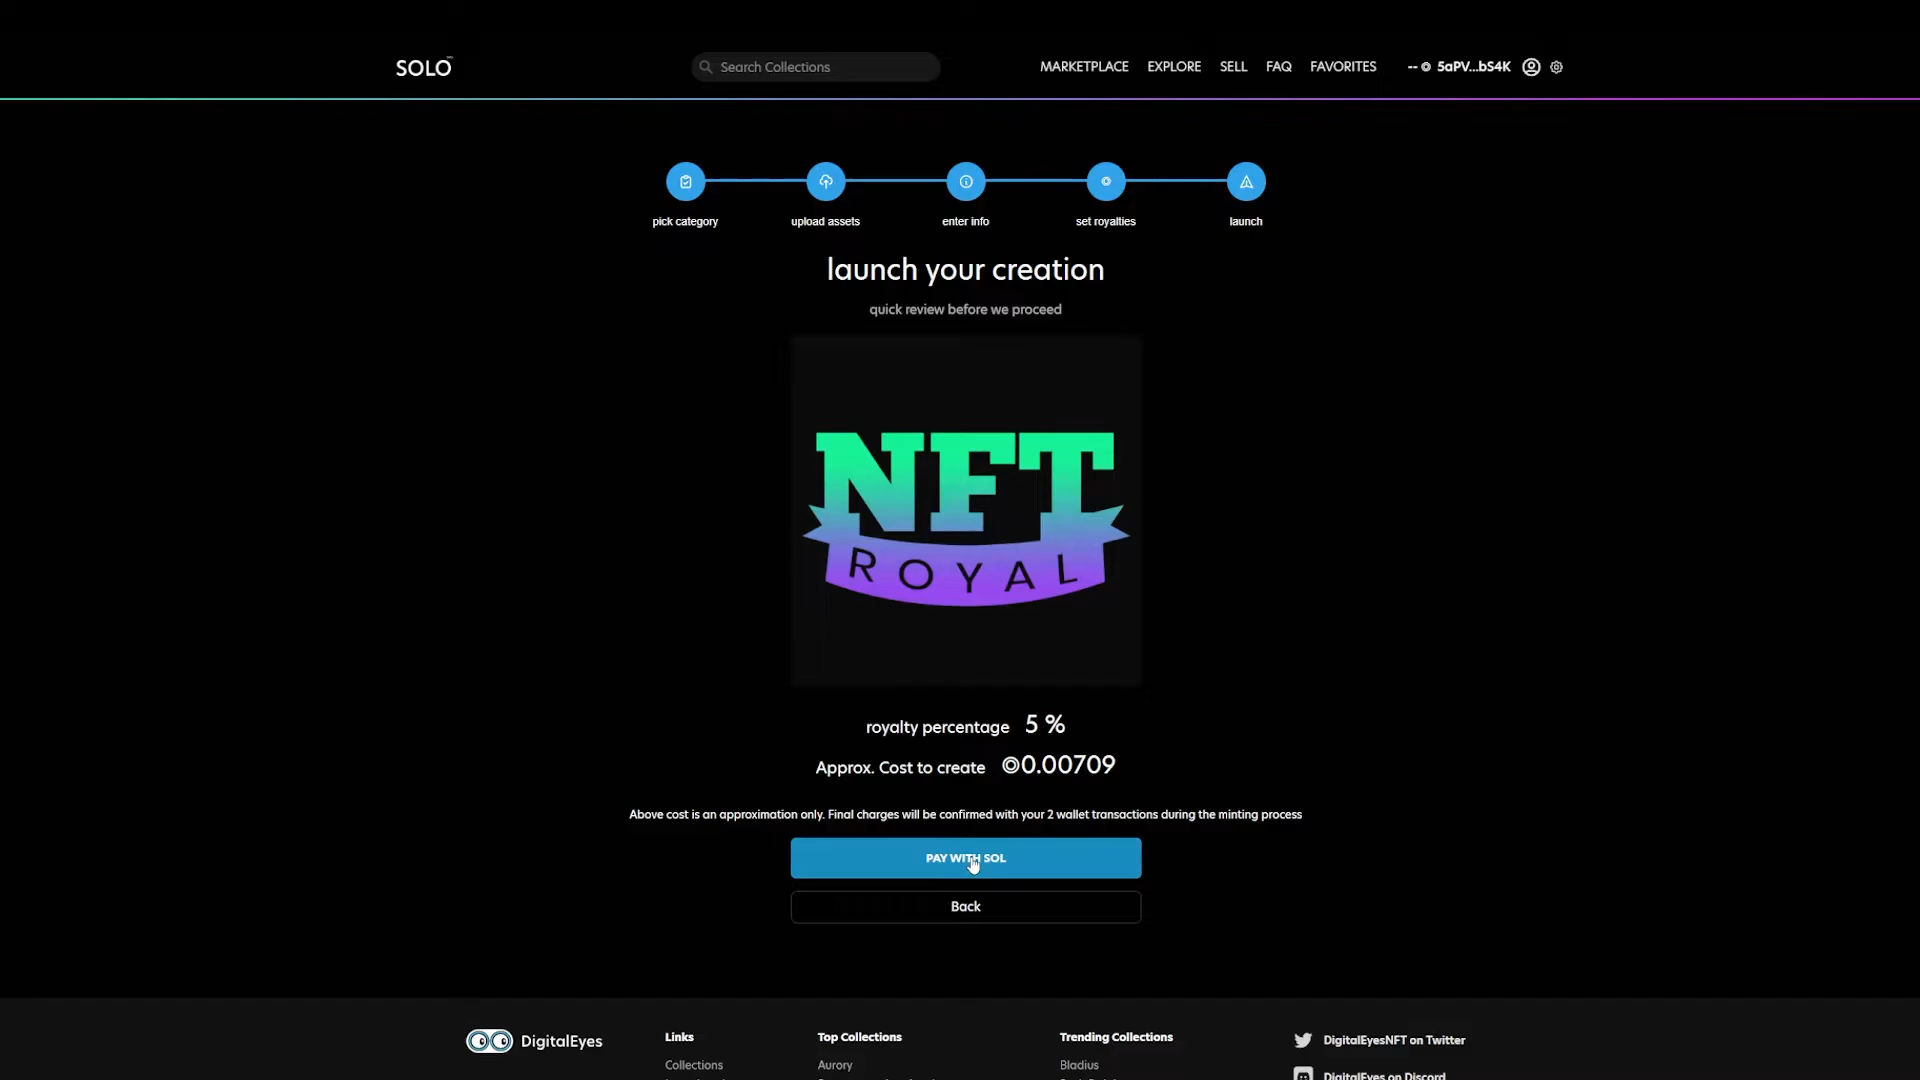 SOLO
Search Collections
MARKETPLACE EXPLORE SELL FAQ FAVORITES -- 5aPV...bS4K
pick category upload assets enter info set royalties launch
launch your creation
quick review before we proceed
NFT
ROYAL
royalty percentage 5 %
Approx. Cost to create 0.00709
Above cost is an approximation only. Final charges will be confirmed with your 2 wallet transactions during the minting process
PAY WITH SOL
Back
DigitalEyes Links Top Collections Trending Collections DigitalEyesNFT on Twitter
Collections Aurory Bladius
DigitalEyes on Discord